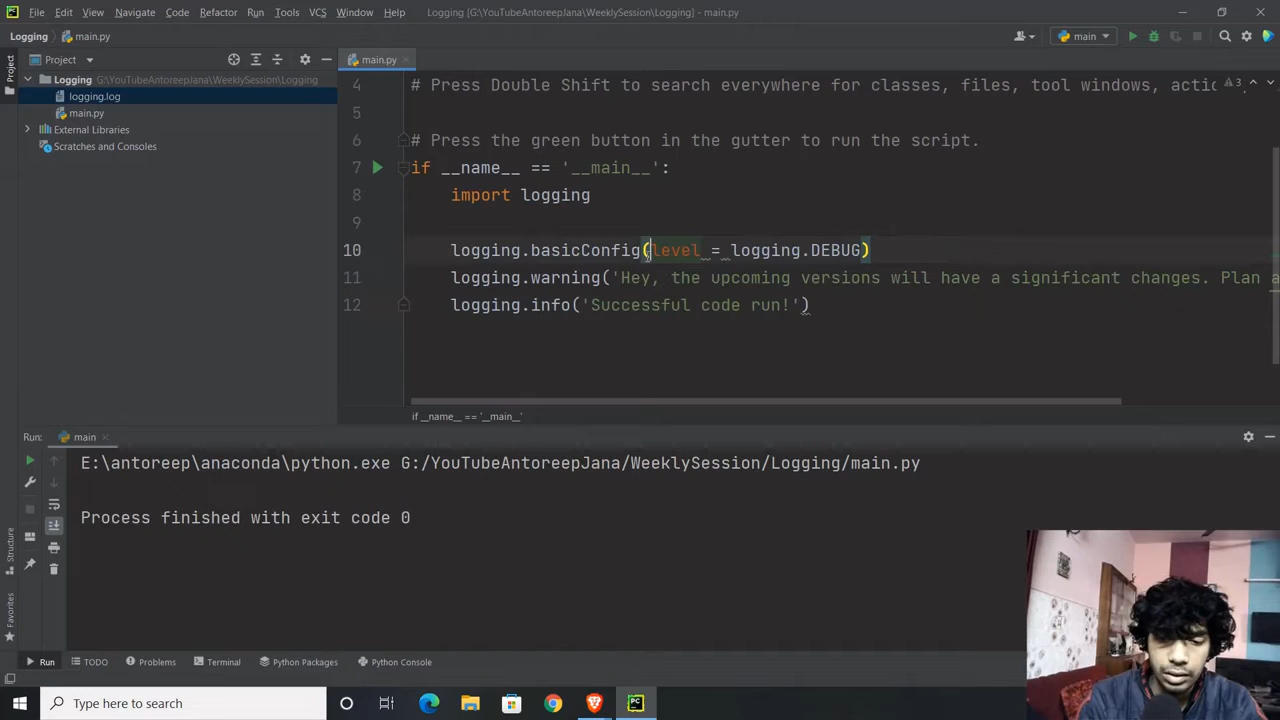 File Edit View Navigate Code Refactor Run Tools VCS Window Help Logging [G:\YouTubeAntoreepJana\WeeklySession\Logging] - main.py
Logging main.py main
Project main.py
Logging G:\YouTubeAntoreepJana\WeeklySession\Logging
logging.log
main.py
External Libraries
Scratches and Consoles
4 # Press Double Shift to search everywhere for classes, files, tool windows, actio 3
5
6 # Press the green button in the gutter to run the script.
7 if __name__ == '__main__':
8 import logging
9
10 logging.basicConfig(level = logging.DEBUG)
11 logging.warning('Hey, the upcoming versions will have a significant changes. Plan a
12 logging.info('Successful code run!')
if __name__ == '__main__'
Run: main
E:\antoreep\anaconda\python.exe G:/YouTubeAntoreepJana/WeeklySession/Logging/main.py
Process finished with exit code 0
Project
Structure
Favorites
Run TODO Problems Terminal Python Packages Python Console
Type here to search